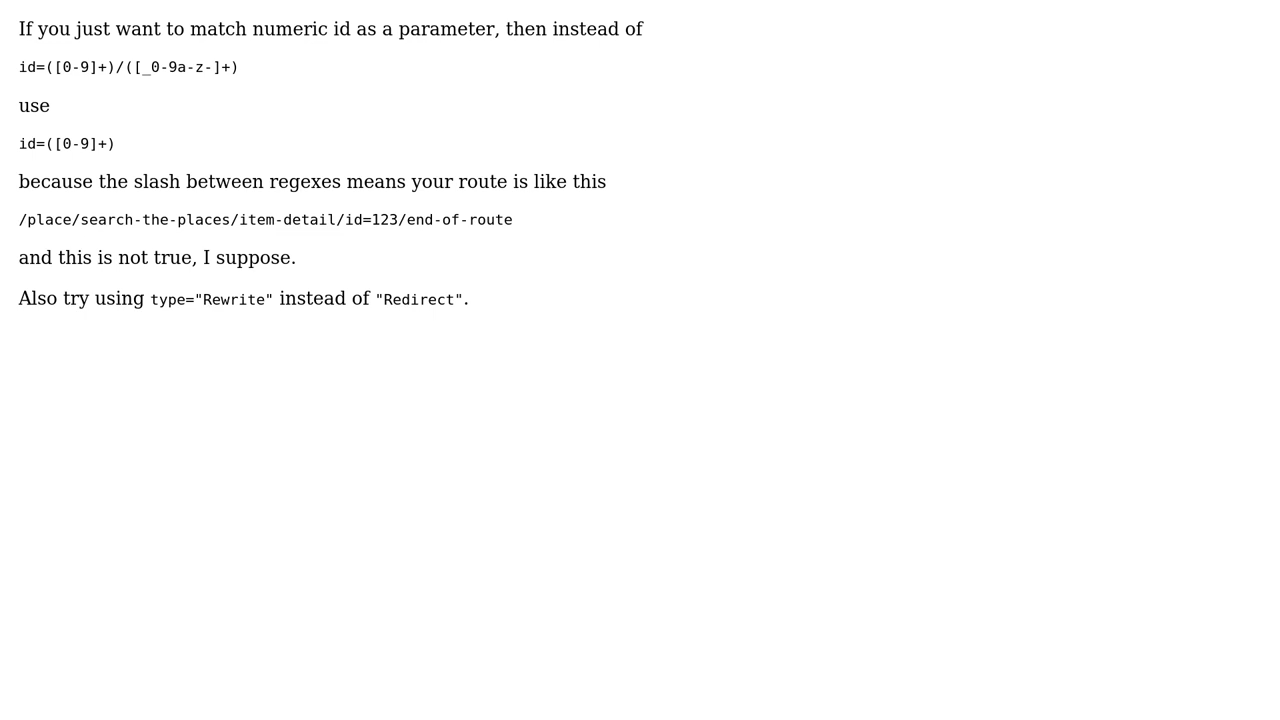 If you just want to match numeric id as a parameter, then instead of
id=([0-9]+)/([_0-9a-z-]+)
use
id=([0-9]+)
because the slash between regexes means your route is like this
/place/search-the-places/item-detail/id=123/end-of-route
and this is not true, I suppose.
Also try using type="Rewrite" instead of "Redirect".